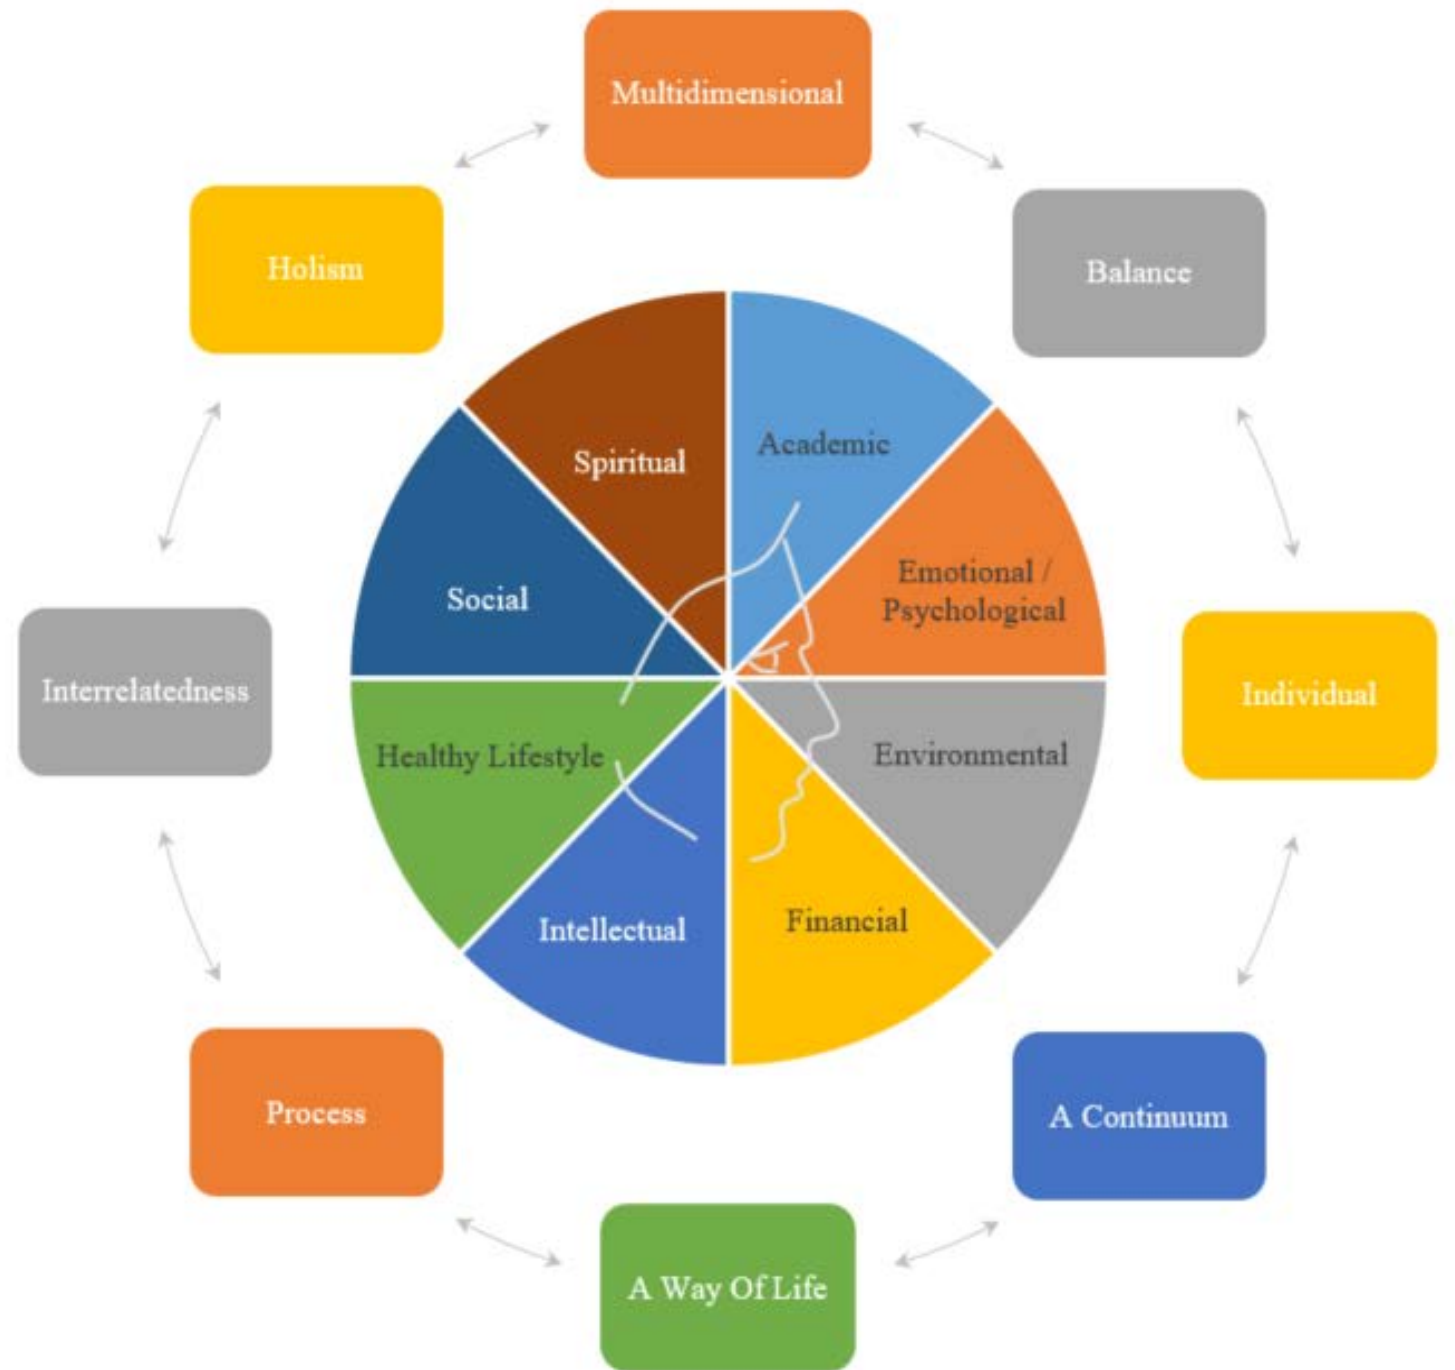 Multidimensional
Holism
Balance
Spiritual
Academic
Social
Emotional /
Psychological
Interrelatedness
Individual
Healthy Lifestyle
Environmental
Intellectual
Financial
Process
A Continuum
A Way Of Life